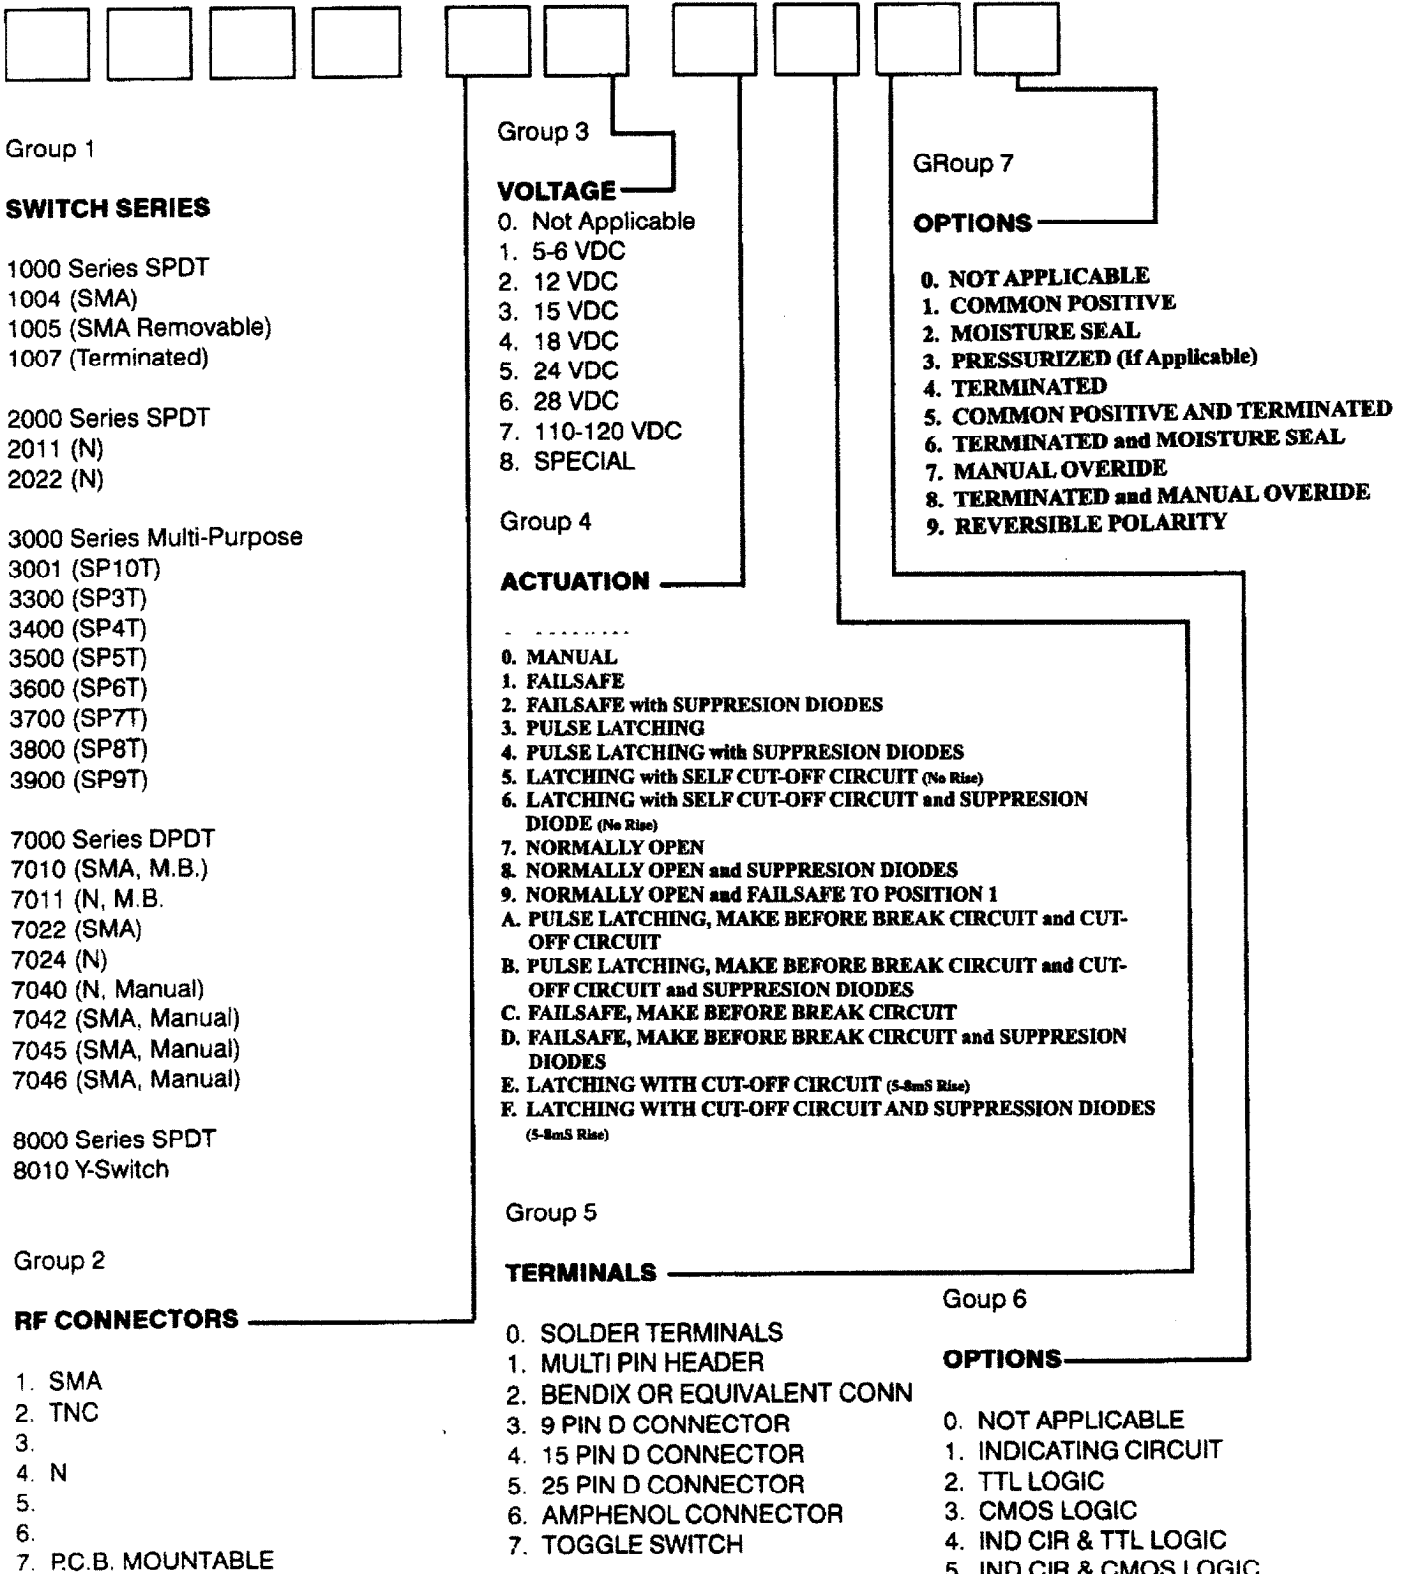 Group 1
SWITCH SERIES
1000 Series SPDT
1004 (SMA)
1005 (SMA Removable)
1007 (Terminated)
2000 Series SPDT
2011 (N)
2022 (N)
3000 Series Multi-Purpose
3001 (SP10T)
3300 (SP3T)
3400 (SP4T)
3500 (SP5T)
3600 (SP6T)
3700 (SP7T)
3800 (SP8T)
3900 (SP9T)
7000 Series DPDT
7010 (SMA, M.B.)
7011 (N, M.B.
7022 (SMA)
7024 (N)
7040 (N, Manual)
7042 (SMA, Manual)
7045 (SMA, Manual)
7046 (SMA, Manual)
8000 Series SPDT
8010 Y-Switch
Group 2
RF CONNECTORS
1. SMA
2. TNC
3.
4. N
5.
6.
7. P.C.B. MOUNTABLE
Group 3
VOLTAGE
0. Not Applicable
1. 5-6 VDC
2. 12 VDC
3. 15 VDC
4. 18 VDC
5. 24 VDC
6. 28 VDC
7. 110-120 VDC
8. SPECIAL
Group 4
ACTUATION
0. MANUAL
1. FAILSAFE
2. FAILSAFE with SUPPRESION DIODES
3. PULSE LATCHING
4. PULSE LATCHING with SUPPRESION DIODES
5. LATCHING with SELF CUT-OFF CIRCUIT (No Rise)
6. LATCHING with SELF CUT-OFF CIRCUIT and SUPPRESION
DIODE (No Rise)
7. NORMALLY OPEN
8. NORMALLY OPEN and SUPPRESION DIODES
9. NORMALLY OPEN and FAILSAFE TO POSITION 1
A. PULSE LATCHING, MAKE BEFORE BREAK CIRCUIT and CUT-
OFF CIRCUIT
B. PULSE LATCHING, MAKE BEFORE BREAK CIRCUIT and CUT-
OFF CIRCUIT and SUPPRESION DIODES
C. FAILSAFE, MAKE BEFORE BREAK CIRCUIT
D. FAILSAFE, MAKE BEFORE BREAK CIRCUIT and SUPPRESION
DIODES
E. LATCHING WITH CUT-OFF CIRCUIT (5-8mS Rise)
F. LATCHING WITH CUT-OFF CIRCUIT AND SUPPRESSION DIODES
(5-8mS Rise)
Group 5
TERMINALS
0. SOLDER TERMINALS
1. MULTI PIN HEADER
2. BENDIX OR EQUIVALENT CONN
3. 9 PIN D CONNECTOR
4. 15 PIN D CONNECTOR
5. 25 PIN D CONNECTOR
6. AMPHENOL CONNECTOR
7. TOGGLE SWITCH
Goup 6
OPTIONS
0. NOT APPLICABLE
1. INDICATING CIRCUIT
2. TTL LOGIC
3. CMOS LOGIC
4. IND CIR & TTL LOGIC
5. IND CIR & CMOS LOGIC
GRoup 7
OPTIONS
0. NOT APPLICABLE
1. COMMON POSITIVE
2. MOISTURE SEAL
3. PRESSURIZED (If Applicable)
4. TERMINATED
5. COMMON POSITIVE AND TERMINATED
6. TERMINATED and MOISTURE SEAL
7. MANUAL OVERIDE
8. TERMINATED and MANUAL OVERIDE
9. REVERSIBLE POLARITY